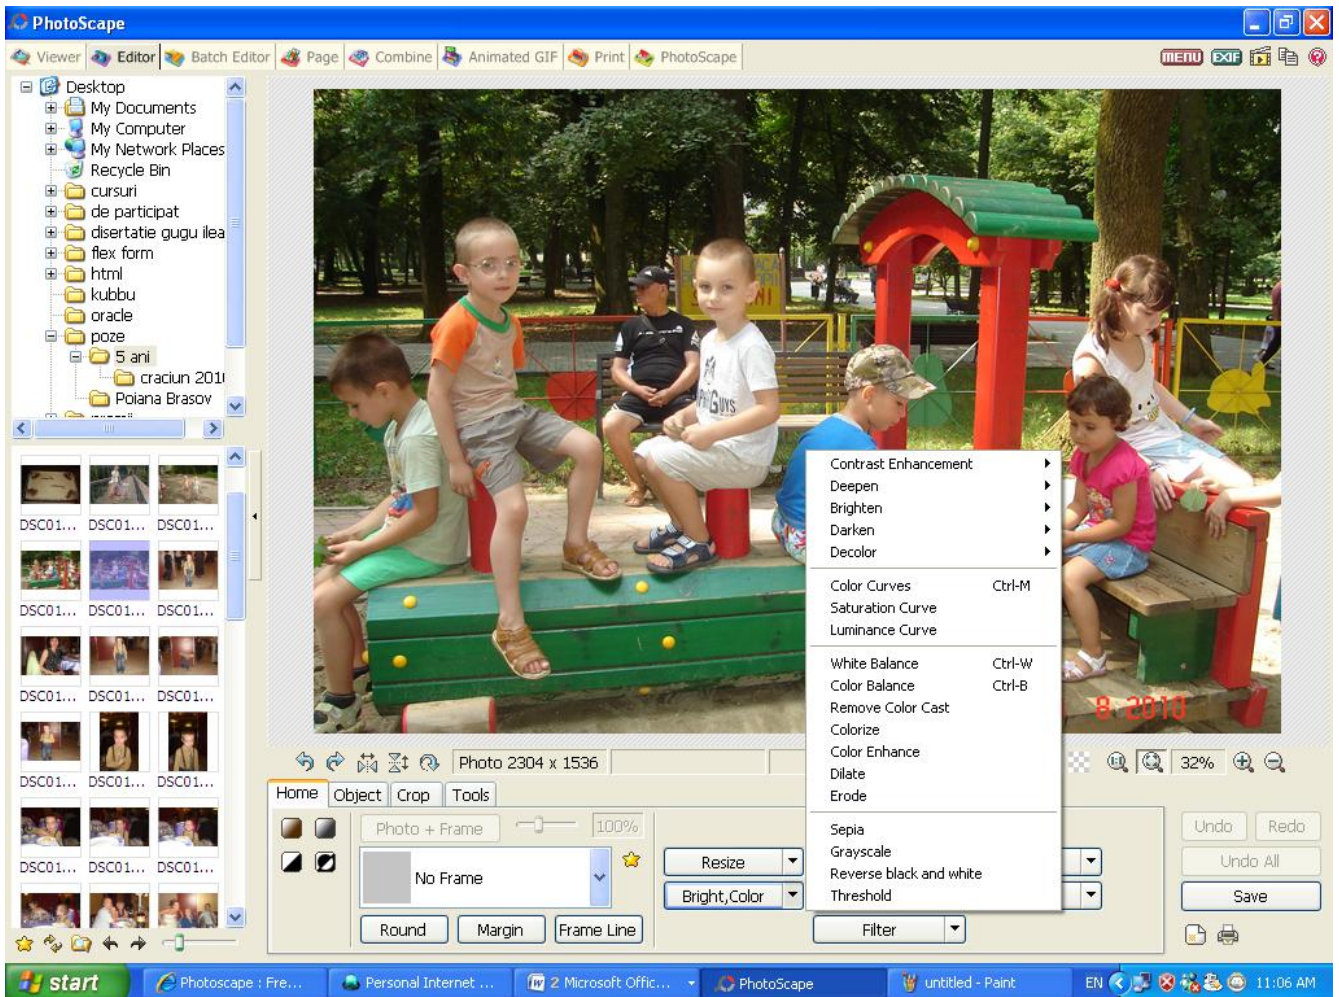 PhotoScape
Viewer Editor Batch Editor Page Combine Animated GIF Print PhotoScape MENU EXIF
Desktop
My Documents
My Computer
My Network Places
Recycle Bin
cursuri
de participat
disertatie gugu ilea
flex form
html
kubbu
oracle
poze
5 ani
craciun 201
Poiana Brasov
DSC01... DSC01... DSC01...
DSC01... DSC01... DSC01...
DSC01... DSC01... DSC01...
DSC01... DSC01... DSC01...
DSC01... DSC01... DSC01...
GUYS
8 2010
Contrast Enhancement
Deepen
Brighten
Darken
Decolor
Color Curves Ctrl-M
Saturation Curve
Luminance Curve
White Balance Ctrl-W
Color Balance Ctrl-B
Remove Color Cast
Colorize
Color Enhance
Dilate
Erode
Sepia
Grayscale
Reverse black and white
Threshold
Photo 2304 x 1536 1:1 32%
Home Object Crop Tools
Photo + Frame 100%
No Frame
Round Margin Frame Line
Resize
Bright,Color
Filter
Undo Redo
Undo All
Save
start Photoscape : Fre... Personal Internet ... 2 Microsoft Offic... PhotoScape untitled - Paint EN 11:06 AM